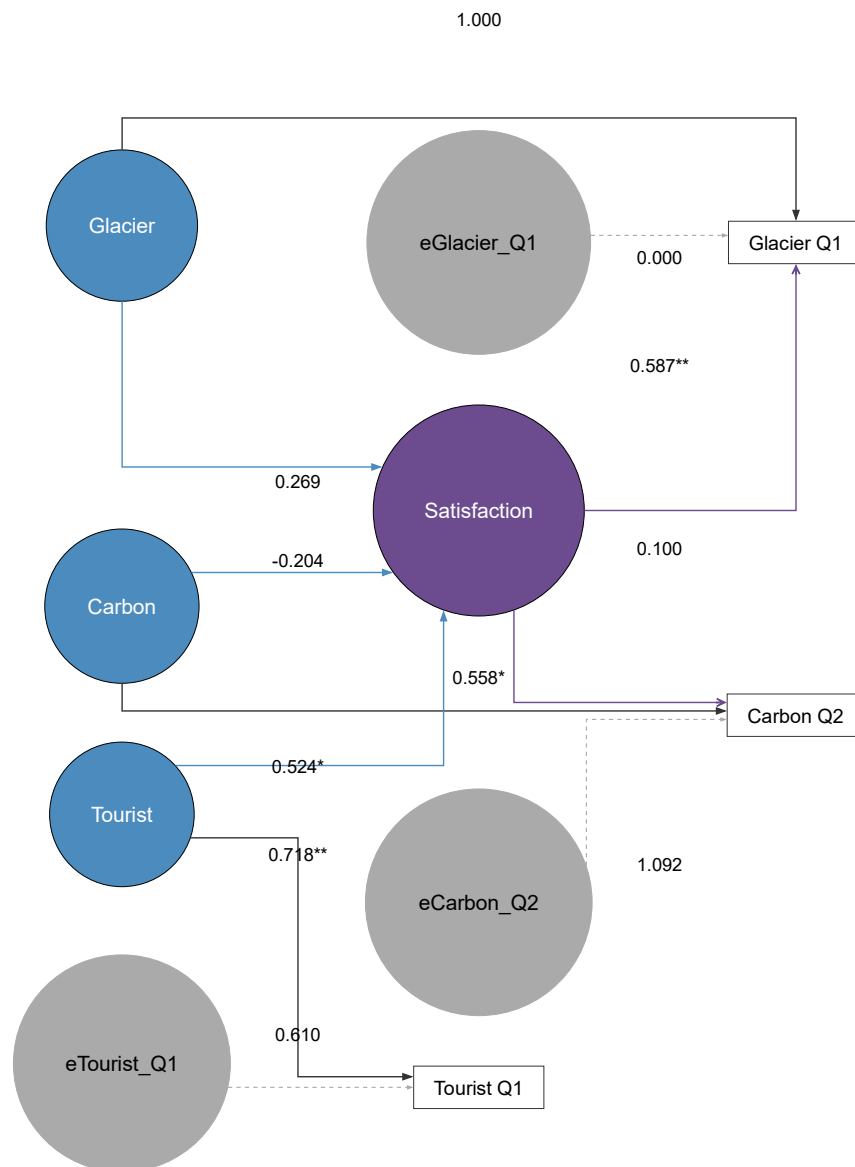 1.000
Glacier
eGlacier_Q1
Glacier Q1
0.000
0.587**
0.269
Satisfaction
0.100
-0.204
Carbon
0.558*
Carbon Q2
0.524*
Tourist
0.718**
1.092
eCarbon_Q2
0.610
eTourist_Q1
Tourist Q1